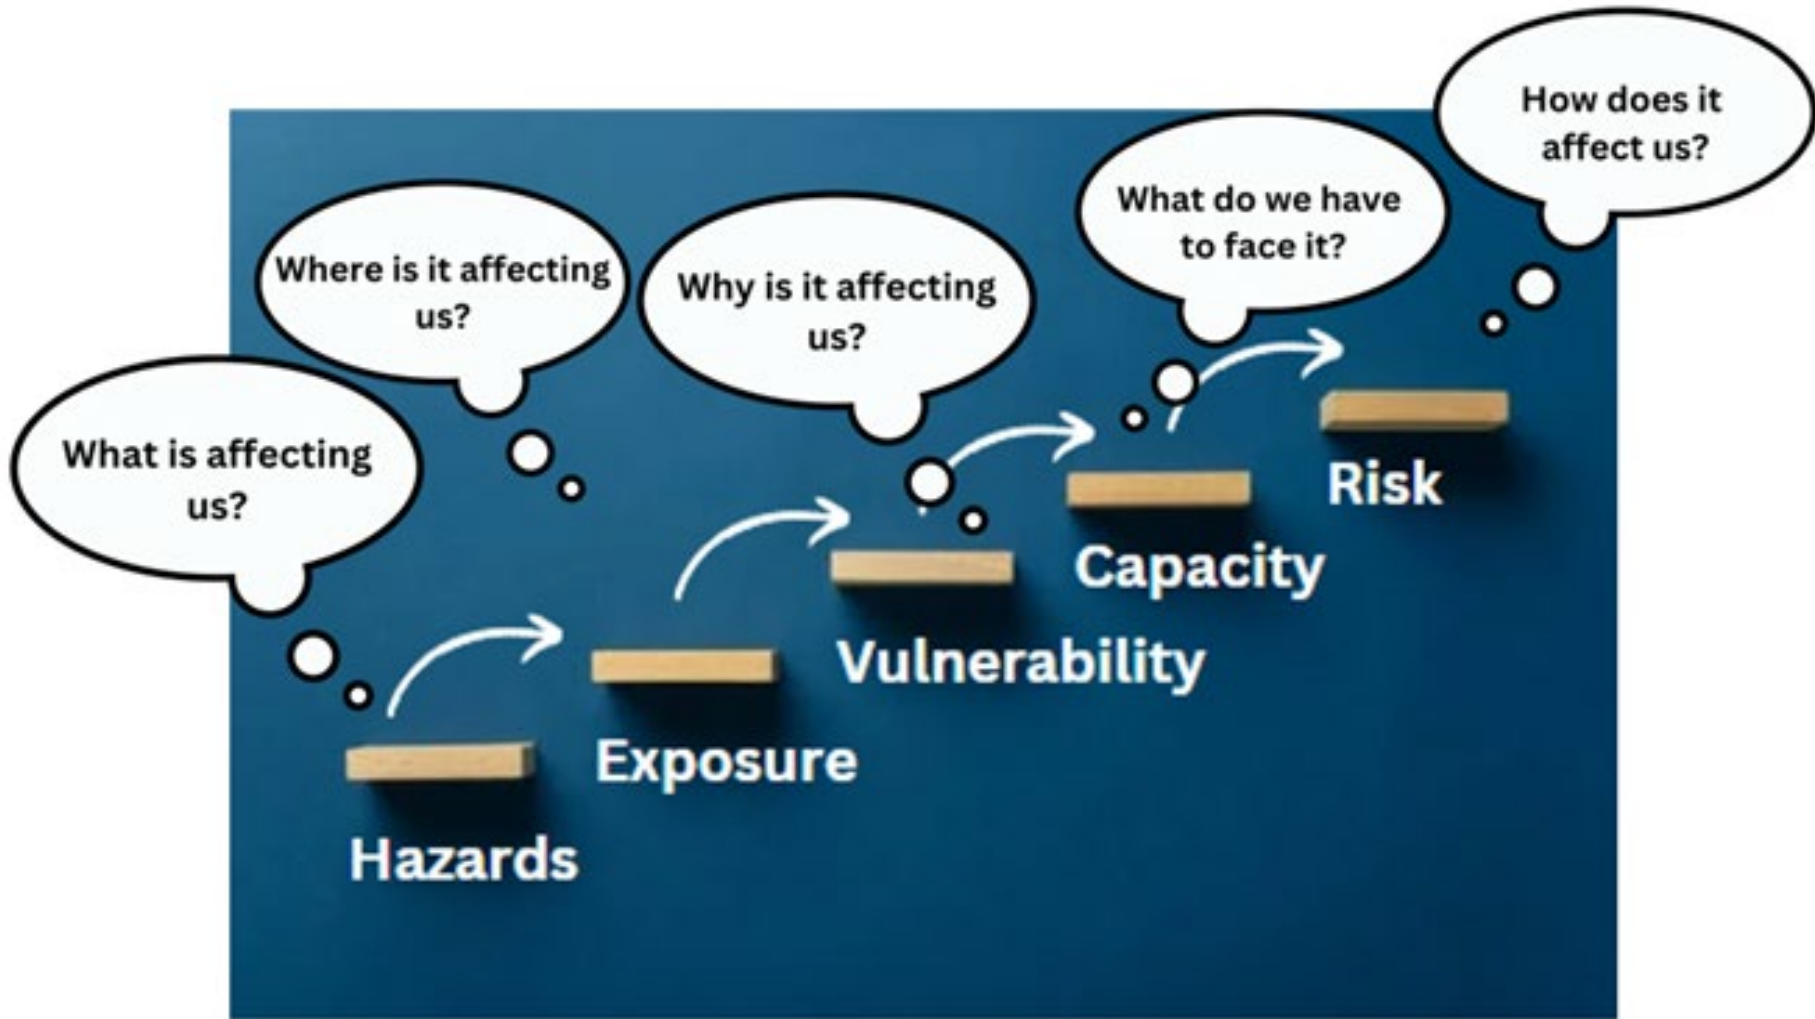 What is affecting
us?
Hazards
Where is it affecting
us?
Exposure
Why is it affecting
us?
Vulnerability
What do we have
to face it?
Capacity
How does it
affect us?
Risk